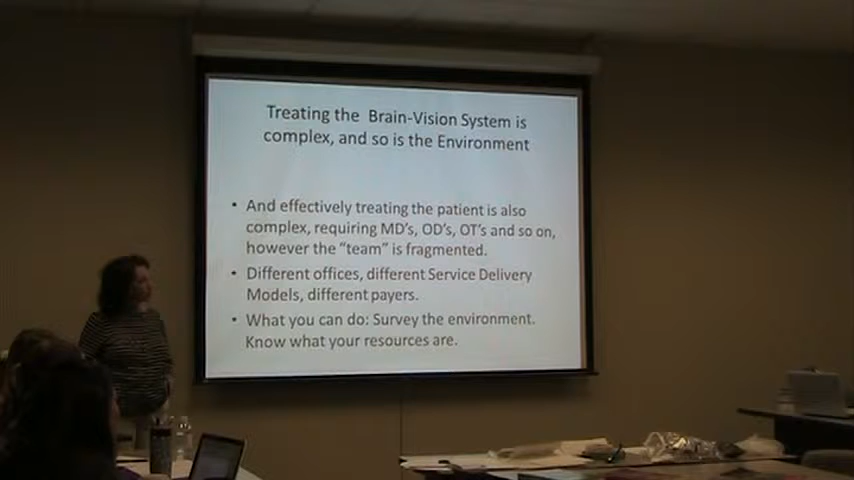 Treating the Brain-Vision System is
complex, and so is the Environment
• And effectively treating the patient is also
complex, requiring MD's, OD's, OT's and so on,
however the “team” is fragmented.
• Different offices, different Service Delivery
Models, different payers.
• What you can do: Survey the environment.
Know what your resources are.